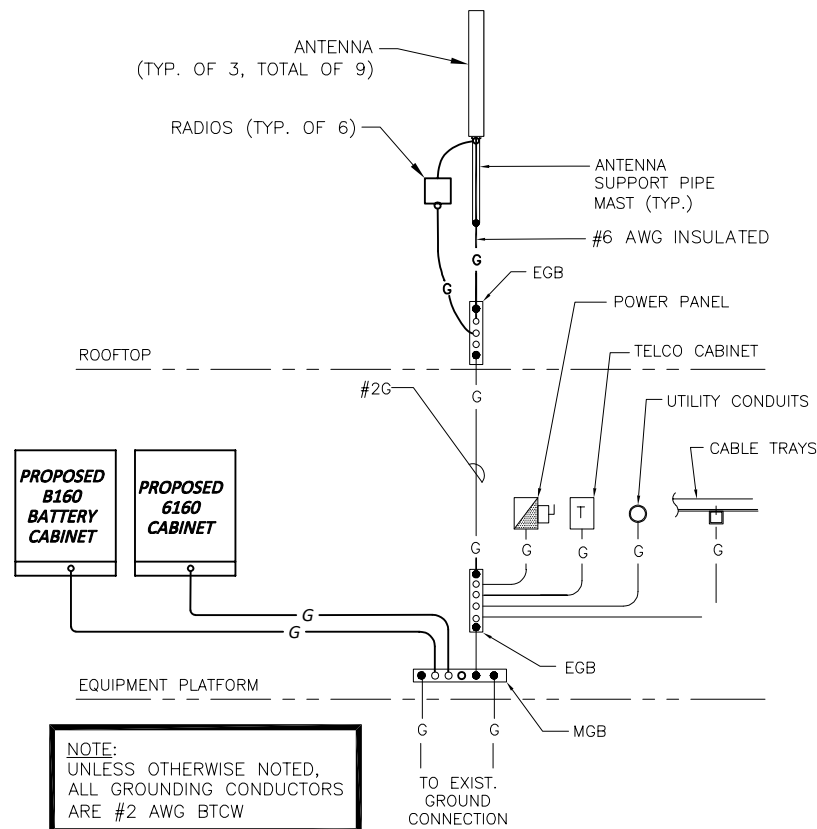 ANTENNA
(TYP. OF 3, TOTAL OF 9)
RADIOS (TYP. OF 6)
ANTENNA
SUPPORT PIPE
MAST (TYP.)
#6 AWG INSULATED
G
G
EGB
POWER PANEL
ROOFTOP
TELCO CABINET
#2G
G
UTILITY CONDUITS
CABLE TRAYS
PROPOSED
B160
BATTERY
CABINET
PROPOSED
6160
CABINET
T
G
G
G
G
G
G
G
EGB
EQUIPMENT PLATFORM
G
G
MGB
NOTE:
UNLESS OTHERWISE NOTED,
ALL GROUNDING CONDUCTORS
ARE #2 AWG BTCW
TO EXIST.
GROUND
CONNECTION